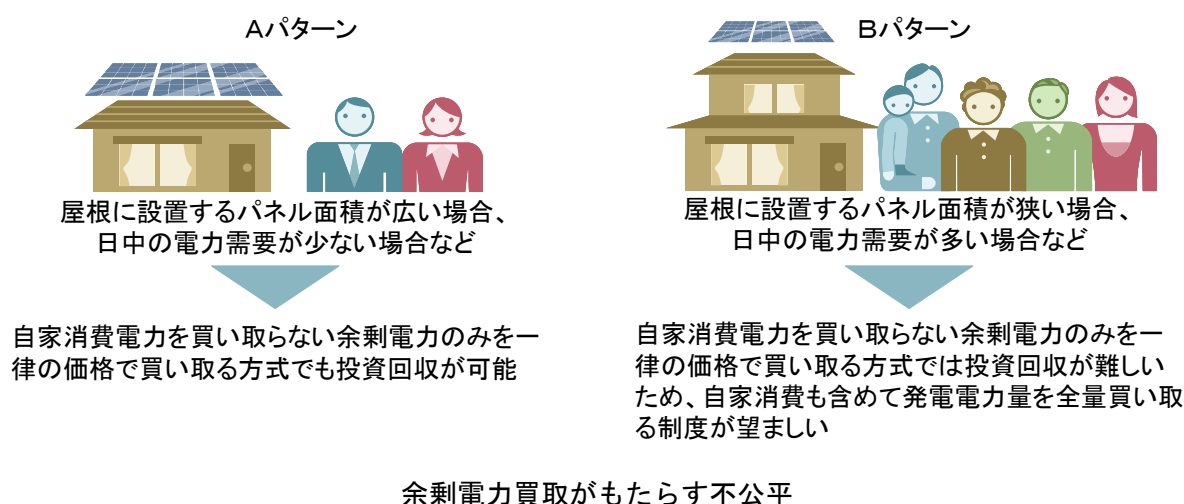 Aパターン
屋根に設置するパネル面積が広い場合、
日中の電力需要が少ない場合など
自家消費電力を買い取らない余剰電力のみを一
律の価格で買い取る方式でも投資回収が可能
Bパターン
屋根に設置するパネル面積が狭い場合、
日中の電力需要が多い場合など
自家消費電力を買い取らない余剰電力のみを一
律の価格で買い取る方式では投資回収が難しい
ため、自家消費も含めて発電電力量を全量買い取
る制度が望ましい
余剰電力買取がもたらす不公平